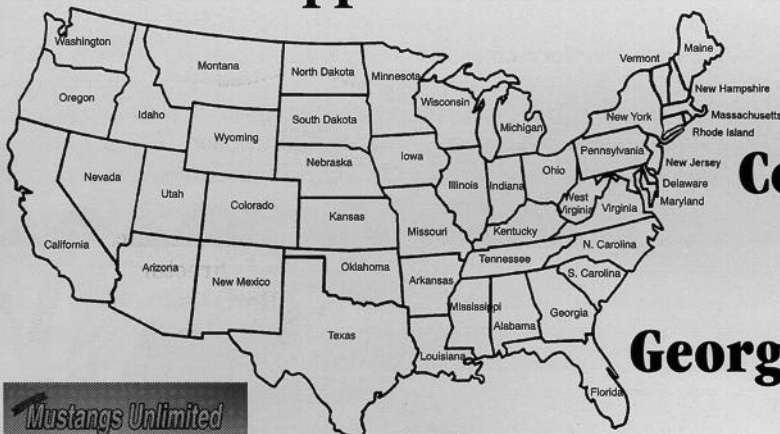 pp
Washington
Montana
North Dakota
Minnesota
Vermont
Maine
Oregon
Idaho
Wyoming
South Dakota
Wisconsin
Michigan
New York
New Hampshire
Massachusetts
Rhode Island
Nevada
Utah
Colorado
Nebraska
Iowa
Illinois
Indiana
Ohio
Pennsylvania
New Jersey
Delaware
Maryland
Co
California
Kansas
Missouri
Kentucky
West
Virginia
Virginia
Arizona
New Mexico
Oklahoma
Arkansas
Tennessee
N. Carolina
S. Carolina
Texas
Louisiana
Mississippi
Alabama
Georgia
Florida
Georg
Mustangs Unlimited